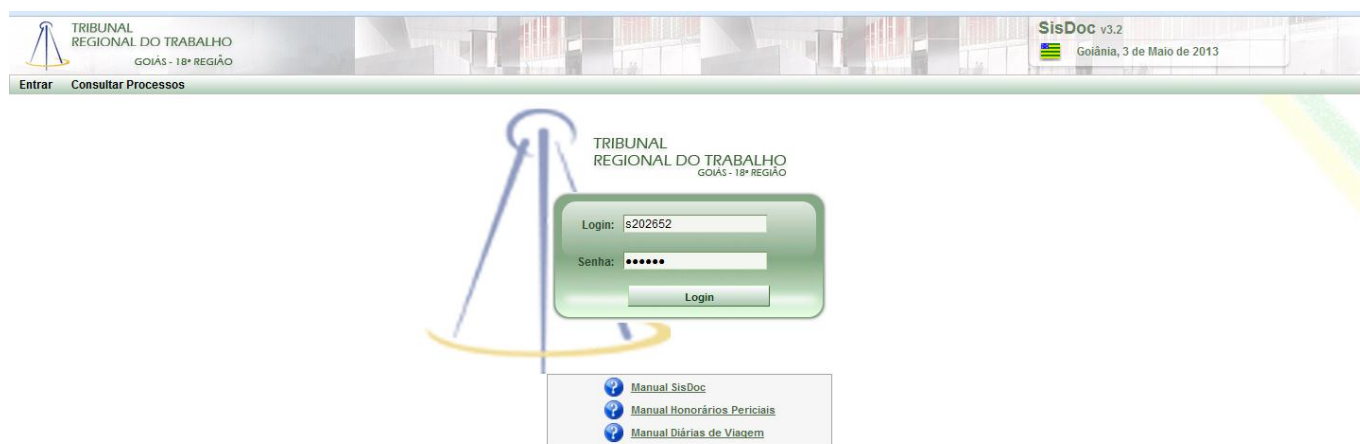 TRIBUNAL
REGIONAL DO TRABALHO
GOIÁS - 18ª REGIÃO
SisDoc v3.2
Goiânia, 3 de Maio de 2013
Entrar Consultar Processos
TRIBUNAL
REGIONAL DO TRABALHO
GOIÁS - 18ª REGIÃO
Login: s202652
Senha: ●●●●●●
Login
Manual SisDoc
Manual Honorários Periciais
Manual Diárias de Viagem